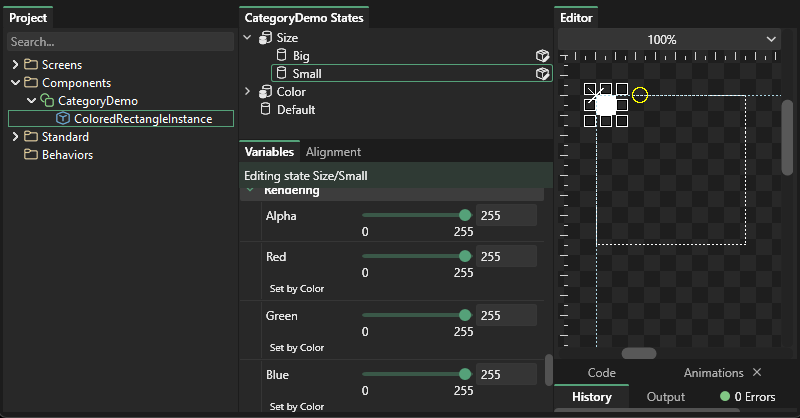 Project
Search...
Screens
Components
CategoryDemo
ColoredRectangleInstance
Standard
Behaviors
CategoryDemo States
Size
Big
Small
Color
Default
Variables Alignment
Editing state Size/Small
Rendering
Alpha 255
0 255
Red 255
0 255
Set by Color
Green 255
0 255
Set by Color
Blue 255
0 255
Set by Color
Editor
100%
Code Animations
History Output 0 Errors